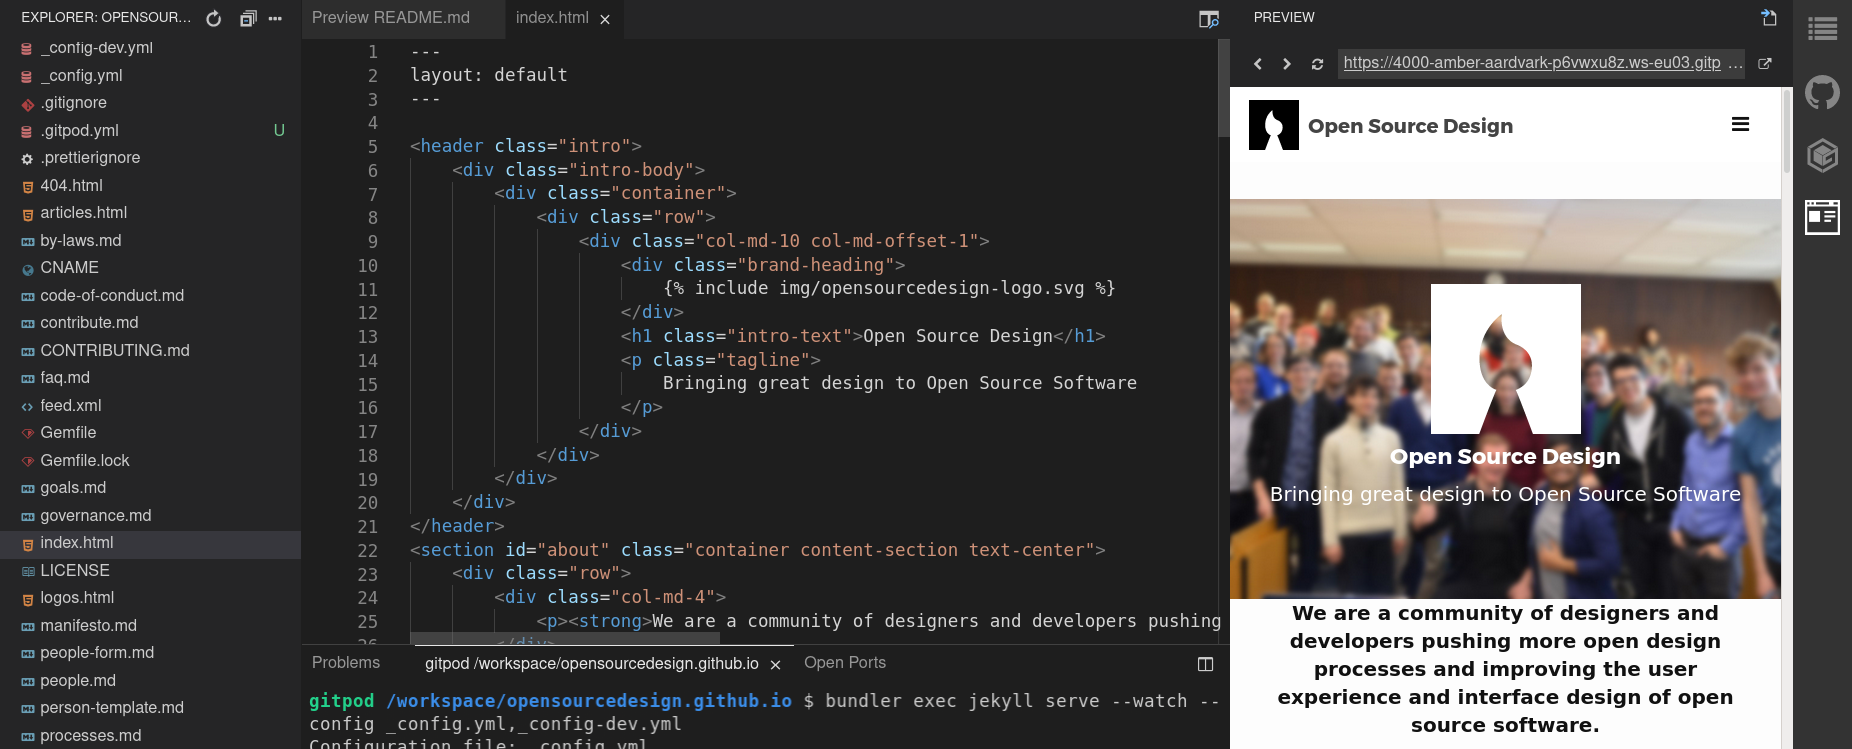 EXPLORER: OPENSOUR...
_config-dev.yml
_config.yml
.gitignore
.gitpod.yml U
.prettierignore
404.html
articles.html
by-laws.md
CNAME
code-of-conduct.md
contribute.md
CONTRIBUTING.md
faq.md
feed.xml
Gemfile
Gemfile.lock
goals.md
governance.md
index.html
LICENSE
logos.html
manifesto.md
people-form.md
people.md
person-template.md
processes.md
Preview README.md index.html
1 ---
2 layout: default
3 ---
4
5 <header class="intro">
6 <div class="intro-body">
7 <div class="container">
8 <div class="row">
9 <div class="col-md-10 col-md-offset-1">
10 <div class="brand-heading">
11 {% include img/opensourcedesign-logo.svg %}
12 </div>
13 <h1 class="intro-text">Open Source Design</h1>
14 <p class="tagline">
15 Bringing great design to Open Source Software
16 </p>
17 </div>
18 </div>
19 </div>
20 </div>
21 </header>
22 <section id="about" class="container content-section text-center">
23 <div class="row">
24 <div class="col-md-4">
25 <p><strong>We are a community of designers and developers pushing
26 </div>
Problems gitpod /workspace/opensourcedesign.github.io Open Ports
gitpod /workspace/opensourcedesign.github.io $ bundler exec jekyll serve --watch --
config _config.yml,_config-dev.yml
Configuration file: _config.yml
PREVIEW
https://4000-amber-aardvark-p6vwxu8z.ws-eu03.gitp ...
Open Source Design
Open Source Design
Bringing great design to Open Source Software
We are a community of designers and
developers pushing more open design
processes and improving the user
experience and interface design of open
source software.